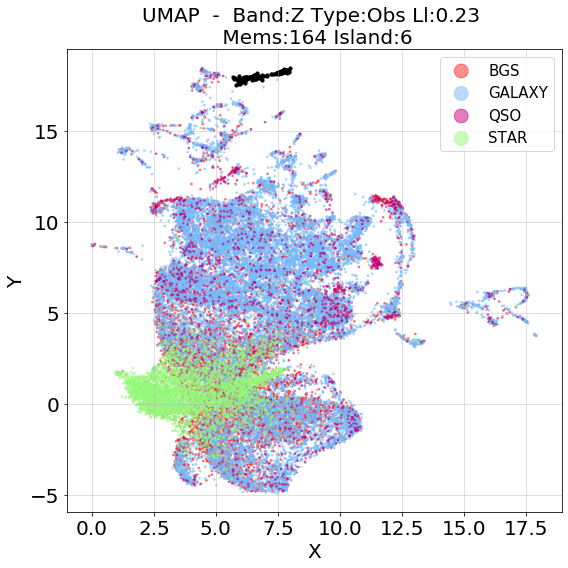 UMAP - Band:Z Type:Obs Ll:0.23
Mems:164 Island:6
BGS
GALAXY
QSO
STAR
15
10
5
0
−5
Y
0.0 2.5 5.0 7.5 10.0 12.5 15.0 17.5
X